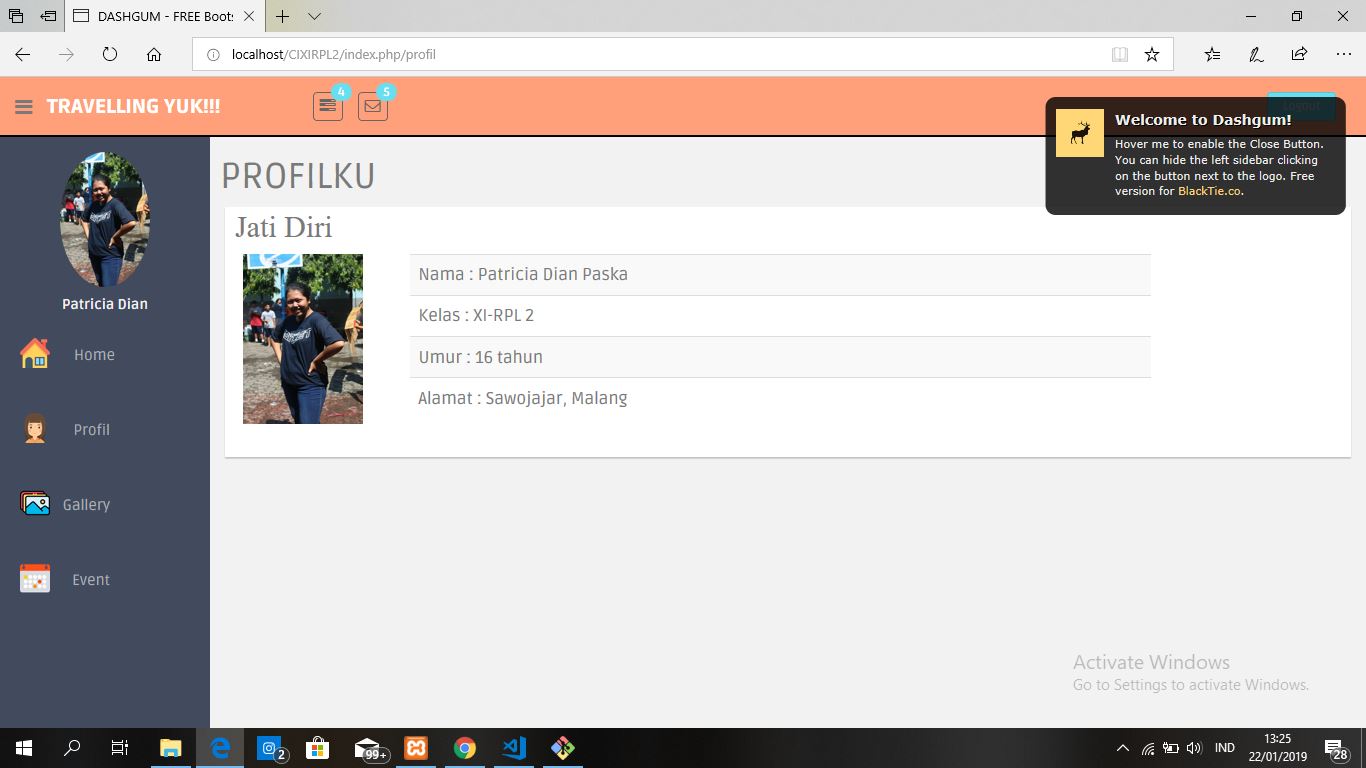 DASHGUM - FREE Boots
localhost/CIXIRPL2/index.php/profil
TRAVELLING YUK!!!
4
5
Logout
Welcome to Dashgum!
Hover me to enable the Close Button.
You can hide the left sidebar clicking
on the button next to the logo. Free
version for BlackTie.co.
Patricia Dian
Home
Profil
Gallery
Event
PROFILKU
Jati Diri
Nama : Patricia Dian Paska
Kelas : XI-RPL 2
Umur : 16 tahun
Alamat : Sawojajar, Malang
Activate Windows
Go to Settings to activate Windows.
2
99+
IND
13:25
22/01/2019
28